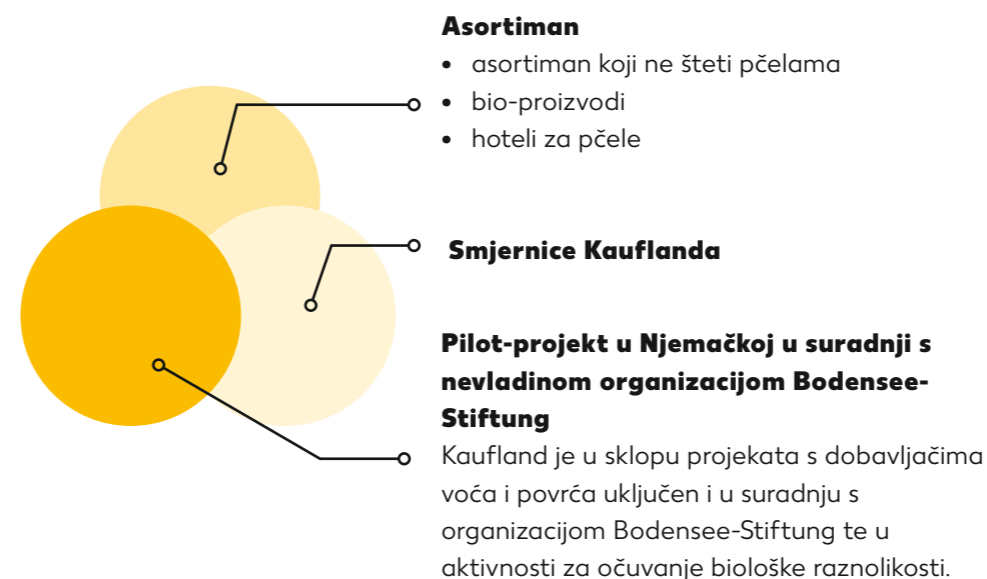 Asortiman
• asortiman koji ne šteti pčelama
• bio-proizvodi
• hoteli za pčele
Smjernice Kauflanda
Pilot-projekt u Njemačkoj u suradnji s
nevladinom organizacijom Bodensee-
Stiftung
Kaufland je u sklopu projekata s dobavljačima
voća i povrća uključen i u suradnju s
organizacijom Bodensee-Stiftung te u
aktivnosti za očuvanje biološke raznolikosti.